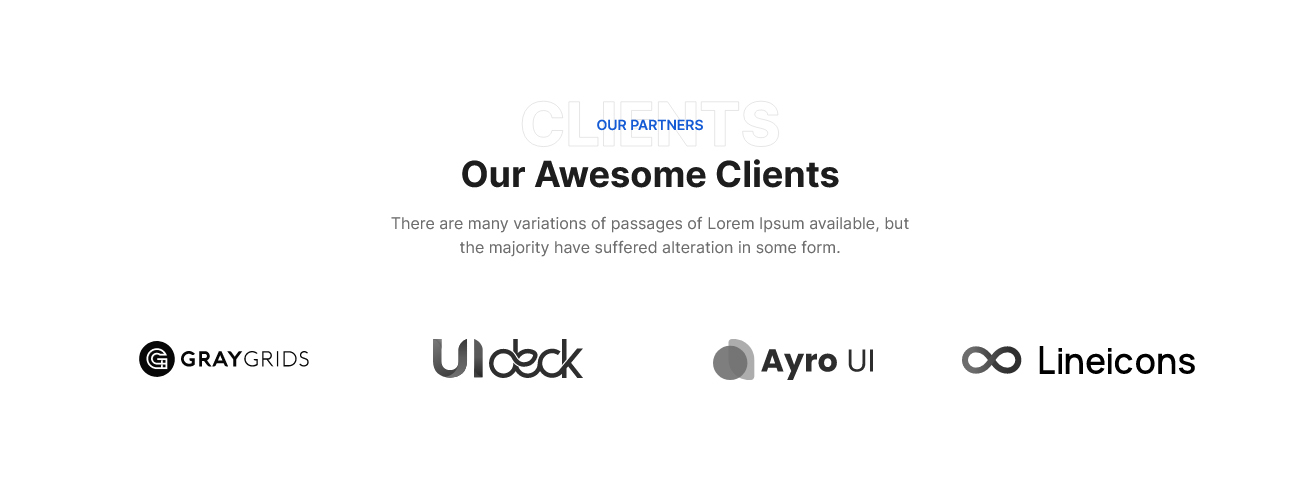 CLIENTS
OUR PARTNERS
Our Awesome Clients
There are many variations of passages of Lorem Ipsum available, but
the majority have suffered alteration in some form.
GRAYGRIDS UIdeck Ayro UI Lineicons